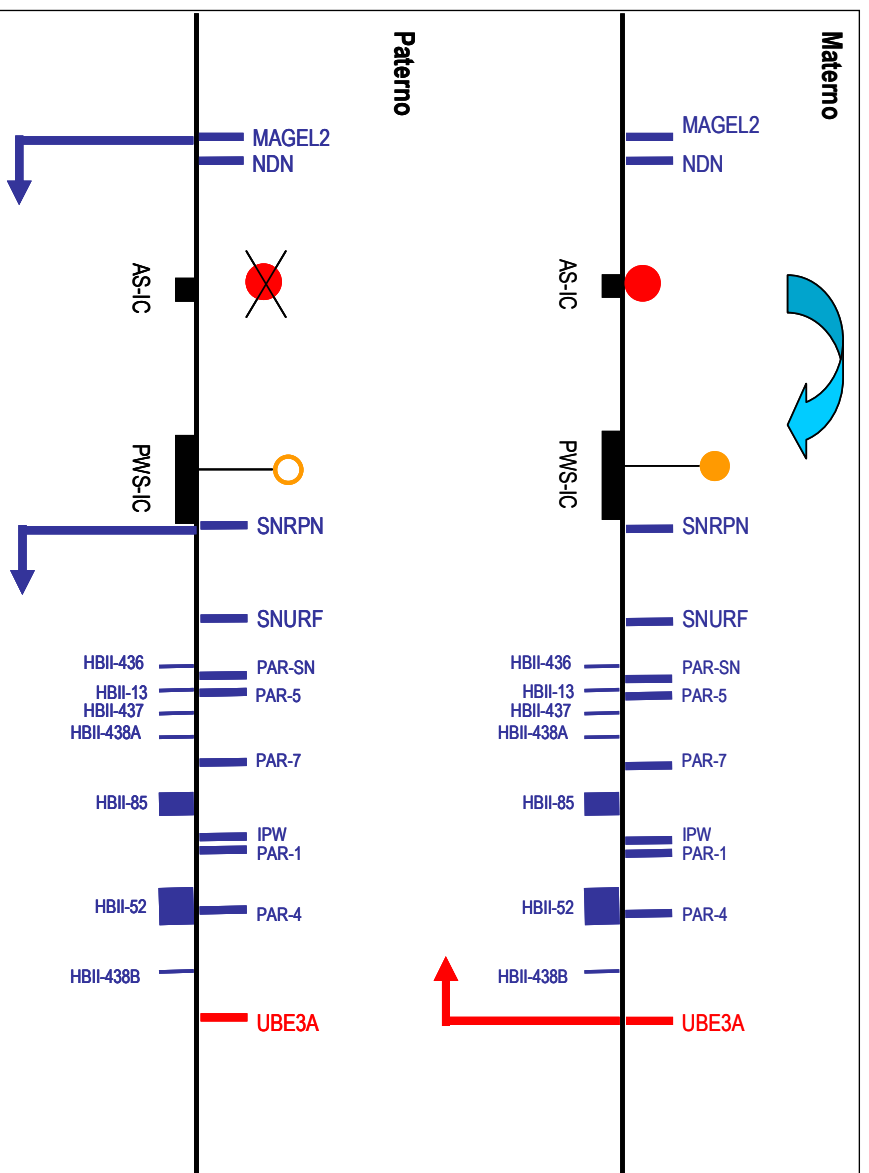 Paterno
MAGEL2
NDN
AS-IC
PWS-IC
SNRPN
SNURF
HBII-436
PAR-SN
HBII-13
PAR-5
HBII-437
HBII-438A
PAR-7
HBII-85
IPW
PAR-1
HBII-52
PAR-4
HBII-438B
UBE3A
Materno
MAGEL2
NDN
AS-IC
PWS-IC
SNRPN
SNURF
HBII-436
PAR-SN
HBII-13
PAR-5
HBII-437
HBII-438A
PAR-7
HBII-85
IPW
PAR-1
HBII-52
PAR-4
HBII-438B
UBE3A